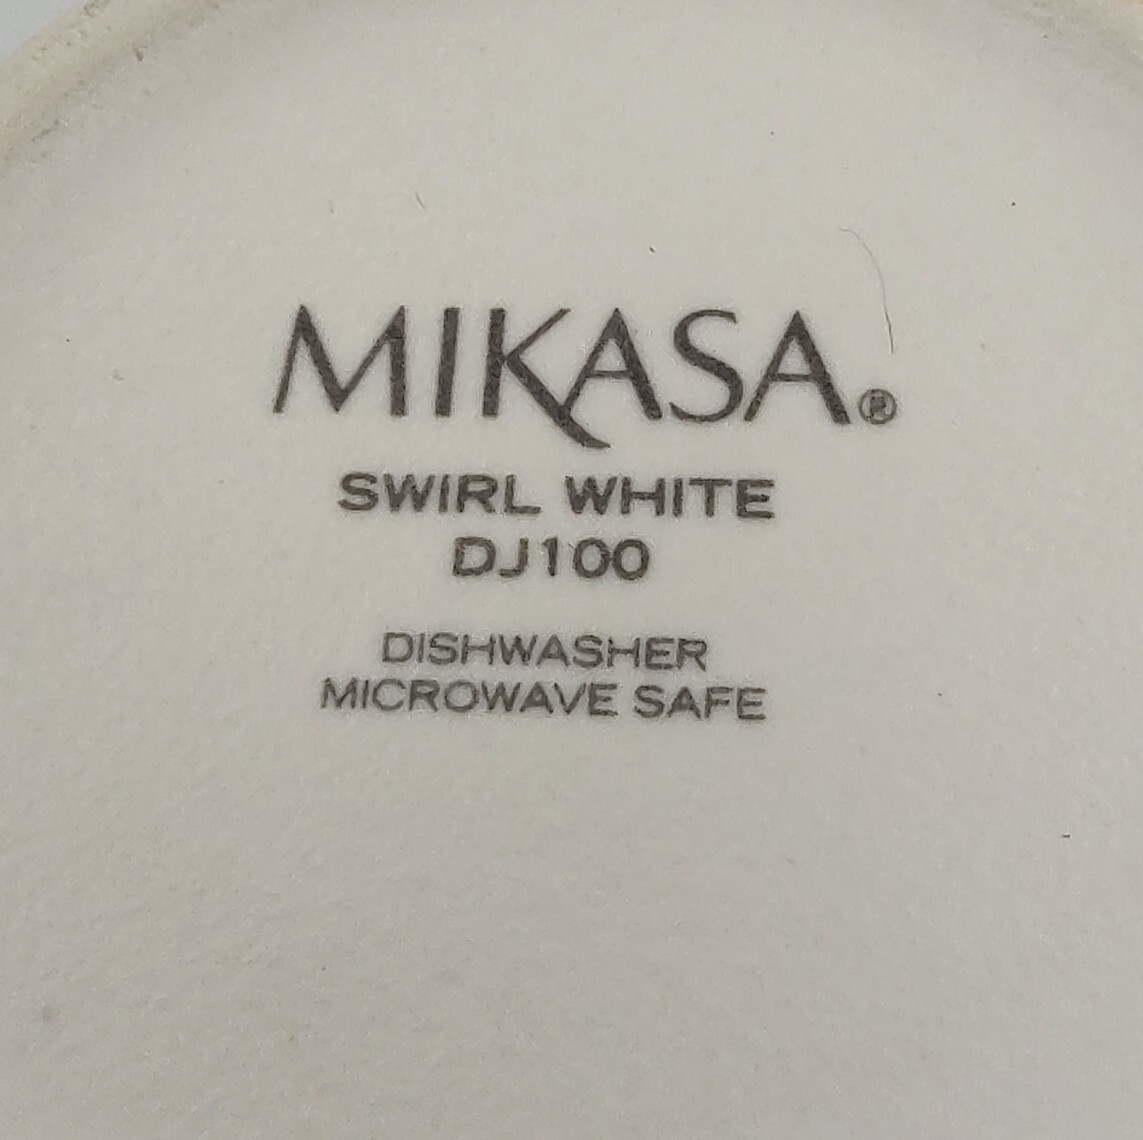 MIKASA®
SWIRL WHITE
DJ100
DISHWASHER
MICROWAVE SAFE